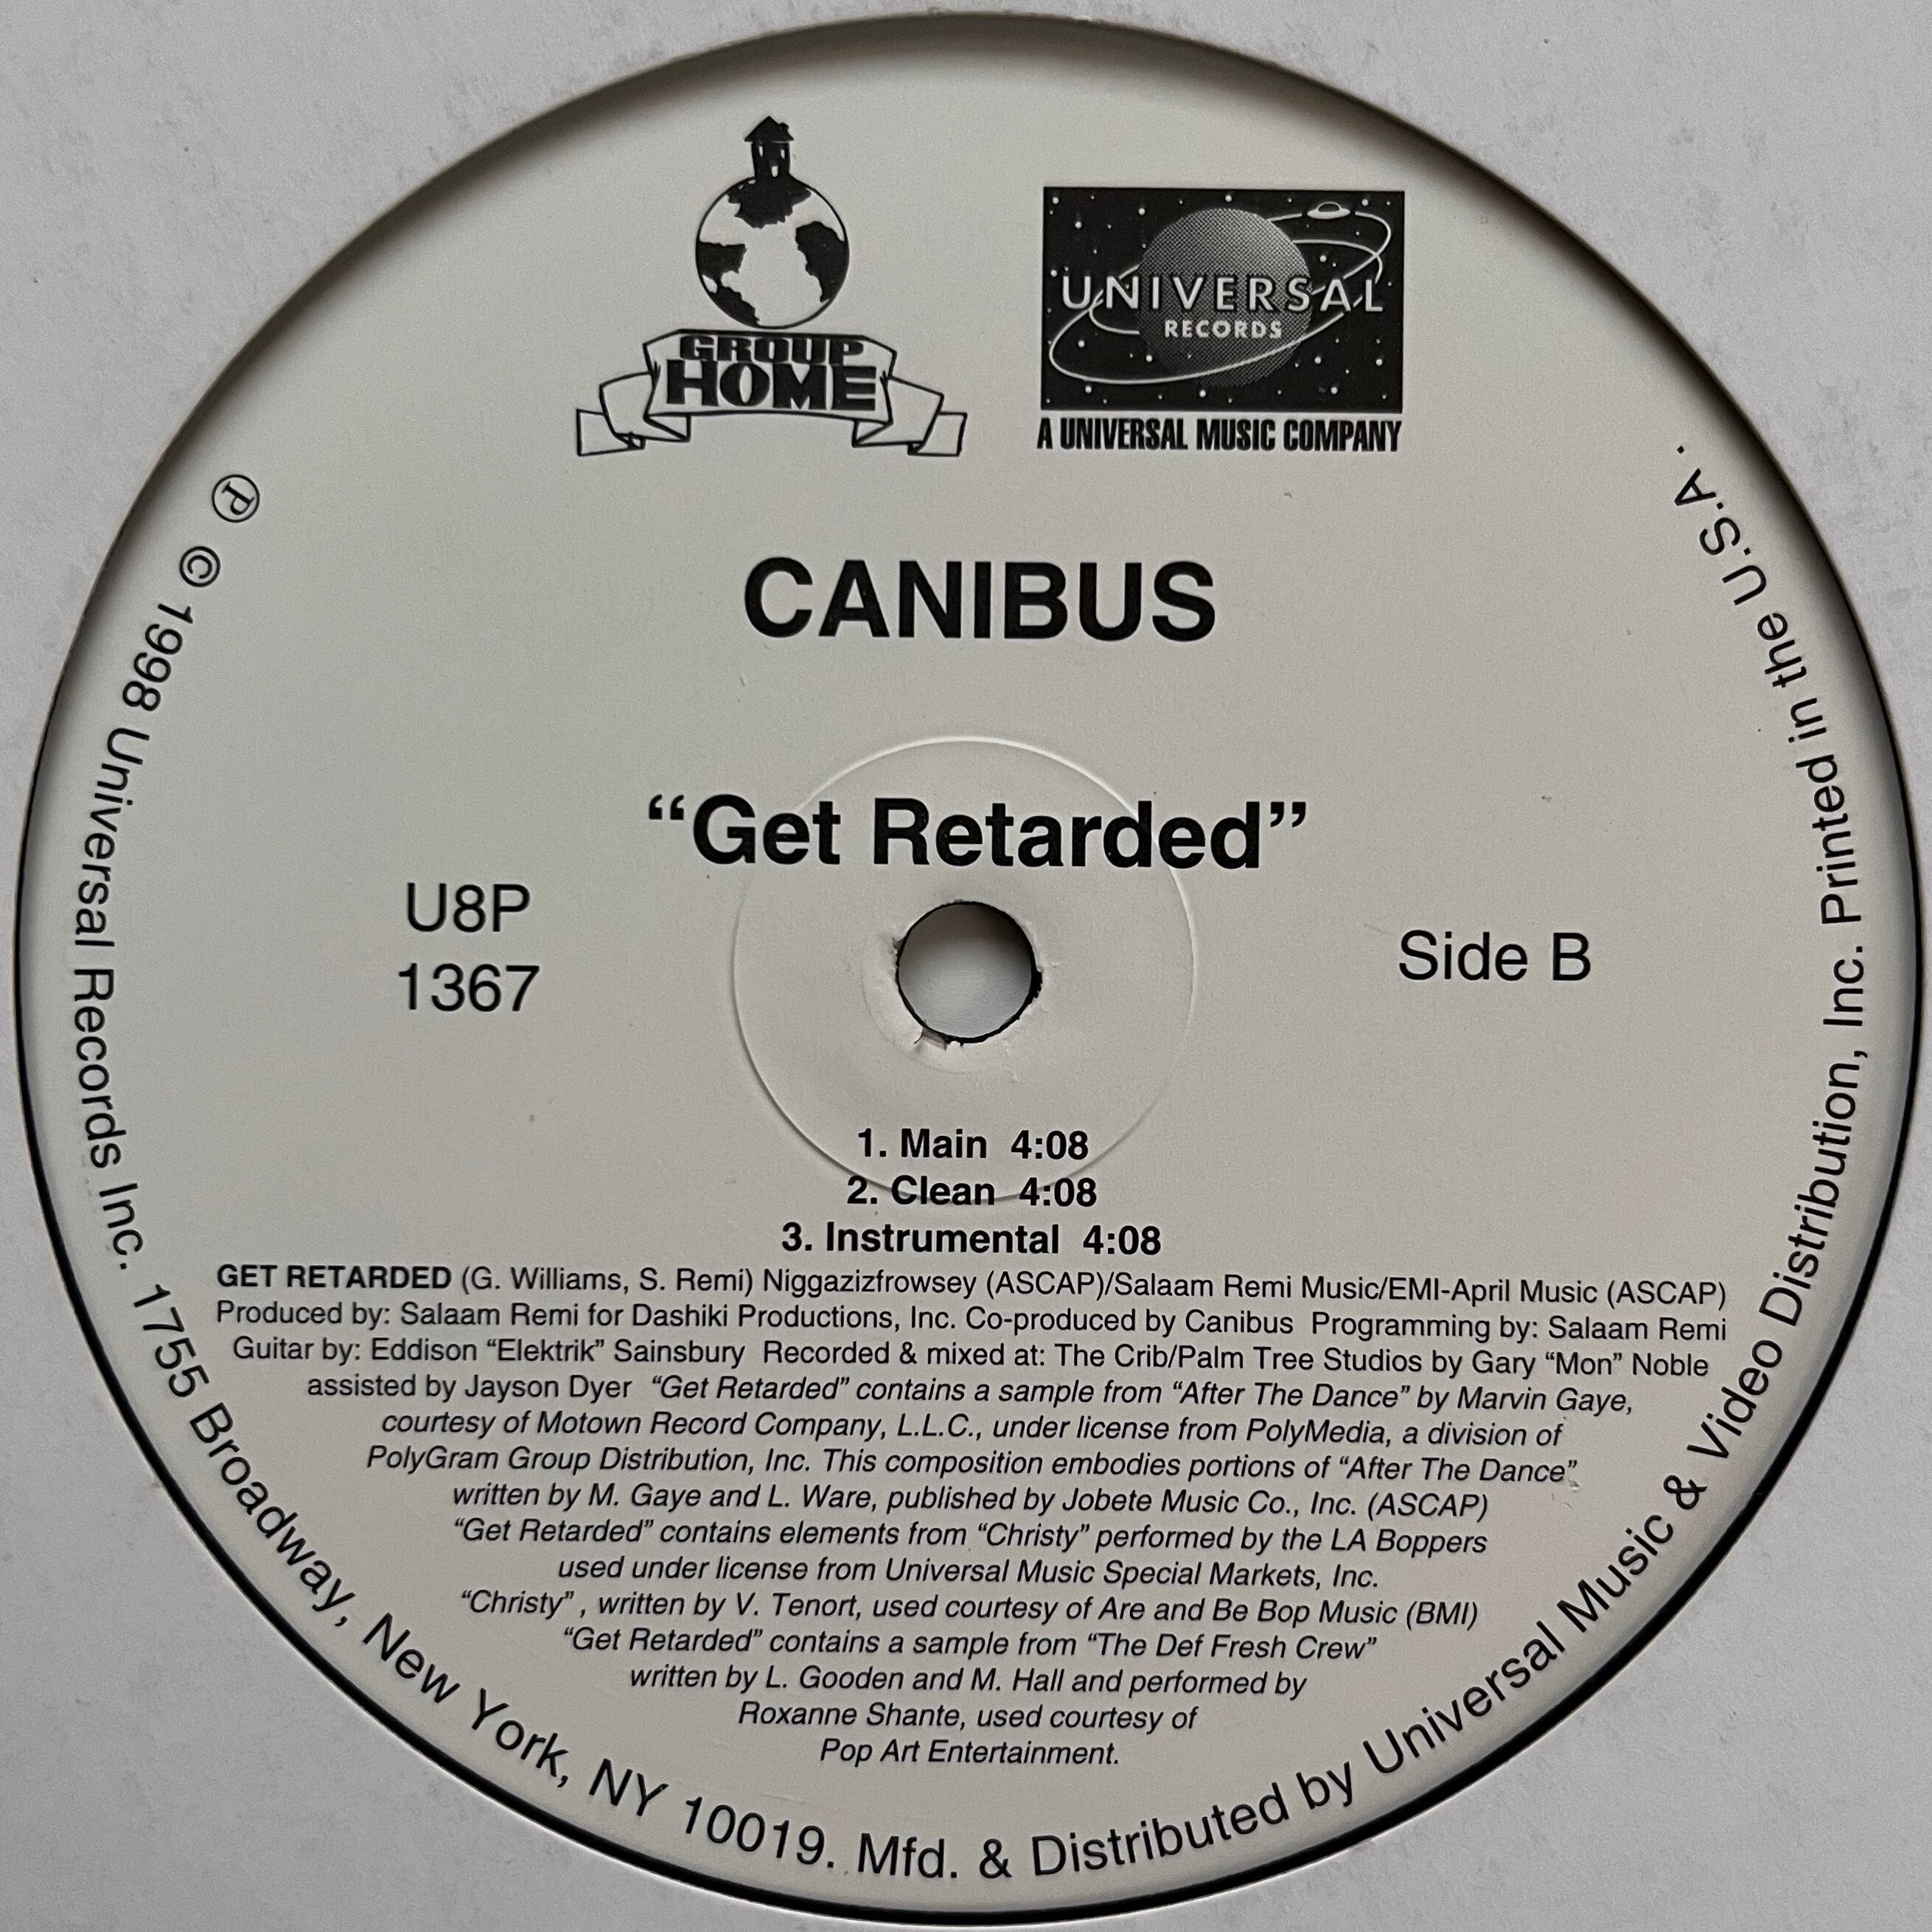 GROUP
HOME
UNIVERSAL
RECORDS
A UNIVERSAL MUSIC COMPANY
CANIBUS
“Get Retarded”
U8P
1367
Side B
1. Main 4:08
2. Clean 4:08
3. Instrumental 4:08
GET RETARDED (G. Williams, S. Remi) Niggazizfrowsey (ASCAP)/Salaam Remi Music/EMI-April Music (ASCAP)
Produced by: Salaam Remi for Dashiki Productions, Inc. Co-produced by Canibus Programming by: Salaam Remi
Guitar by: Eddison “Elektrik” Sainsbury Recorded & mixed at: The Crib/Palm Tree Studios by Gary “Mon” Noble
assisted by Jayson Dyer “Get Retarded” contains a sample from “After The Dance” by Marvin Gaye,
courtesy of Motown Record Company, L.L.C., under license from PolyMedia, a division of
PolyGram Group Distribution, Inc. This composition embodies portions of “After The Dance”
written by M. Gaye and L. Ware, published by Jobete Music Co., Inc. (ASCAP)
“Get Retarded” contains elements from “Christy” performed by the LA Boppers
used under license from Universal Music Special Markets, Inc.
“Christy” , written by V. Tenort, used courtesy of Are and Be Bop Music (BMI)
“Get Retarded” contains a sample from “The Def Fresh Crew”
written by L. Gooden and M. Hall and performed by
Roxanne Shante, used courtesy of
Pop Art Entertainment.
℗ © 1998 Universal Records Inc. 1755 Broadway, New York, NY 10019. Mfd. & Distributed by Universal Music & Video Distribution, Inc. Printed in the U.S.A.